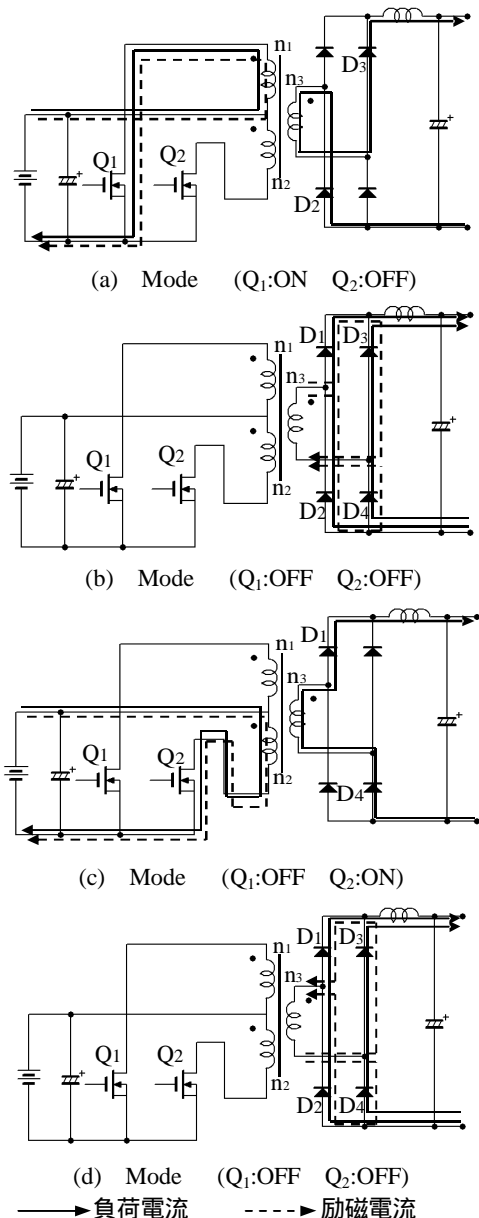 n1
n3
D3
Q1 Q2
n2
D2
(a) Mode (Q1:ON Q2:OFF)
n1
D1 D3
n3
Q1 Q2
n2
D2 D4
(b) Mode (Q1:OFF Q2:OFF)
n1
D1
n3
Q1 Q2
n2
D4
(c) Mode (Q1:OFF Q2:ON)
n1
D1 D3
n3
Q1 Q2
n2
D2 D4
(d) Mode (Q1:OFF Q2:OFF)
負荷電流 励磁電流